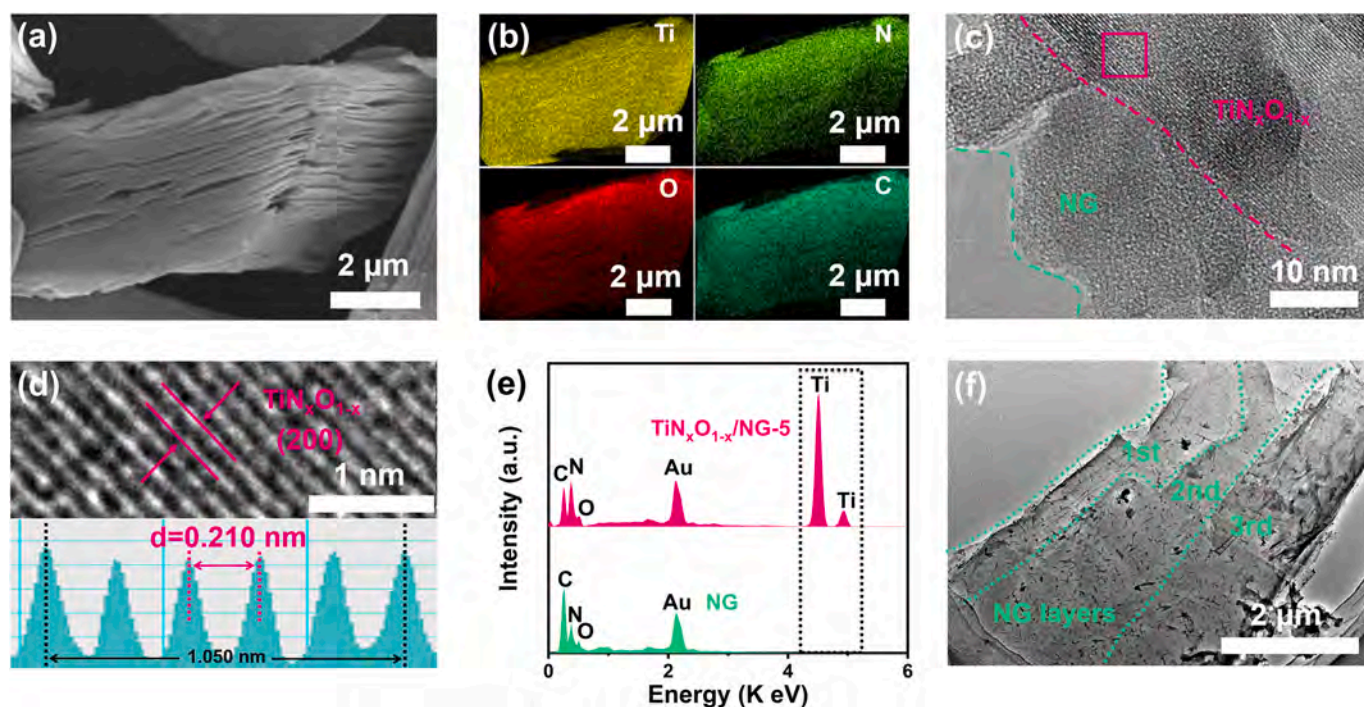 (a)
2 μm
(b)
Ti
2 μm
N
2 μm
O
2 μm
C
2 μm
(c)
TiNₓO₁₋ₓ
NG
10 nm
(d)
TiNₓO₁₋ₓ
(200)
1 nm
d=0.210 nm
1.050 nm
(e)
Ti
TiNₓO₁₋ₓ/NG-5
C
N
O
Au
Ti
C
N
O
Au
NG
0
2
4
6
Intensity (a.u.)
Energy (K eV)
(f)
1st
2nd
3rd
NG layers
2 μm